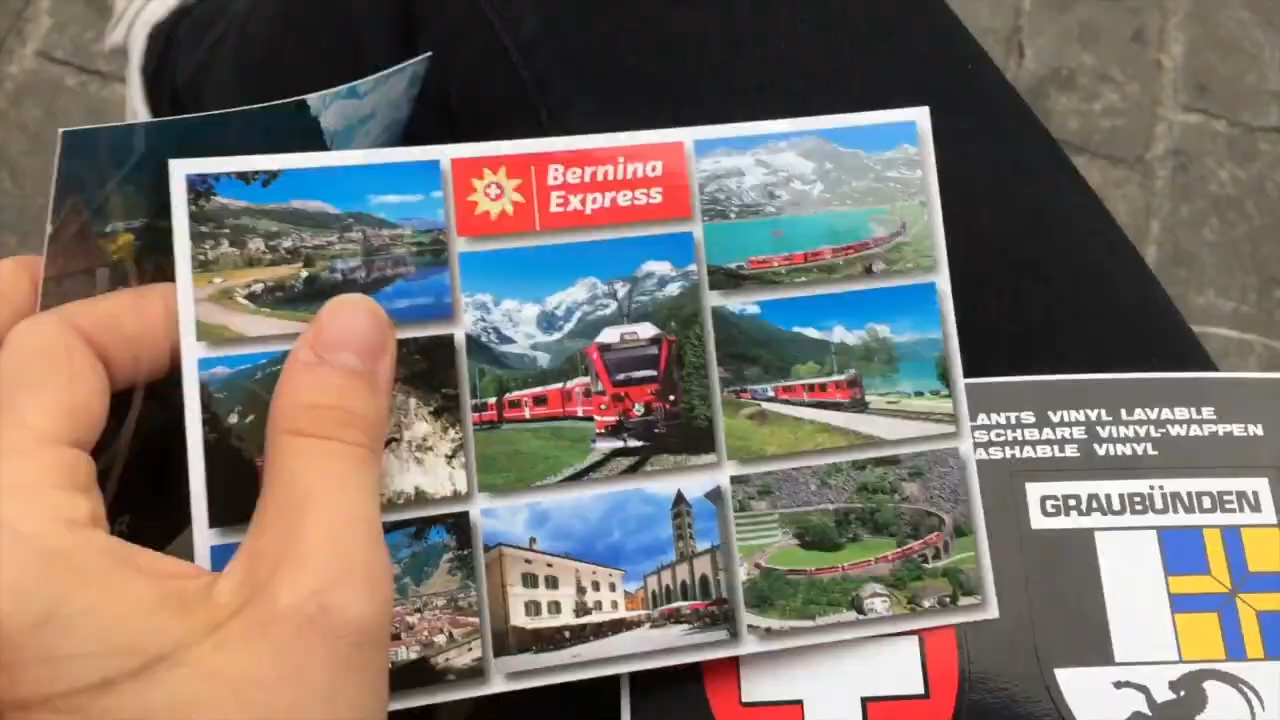 Bernina
Express
LANTS VINYL LAVABLE
SCHBARE VINYL-WAPPEN
ASHABLE VINYL
GRAUBÜNDEN